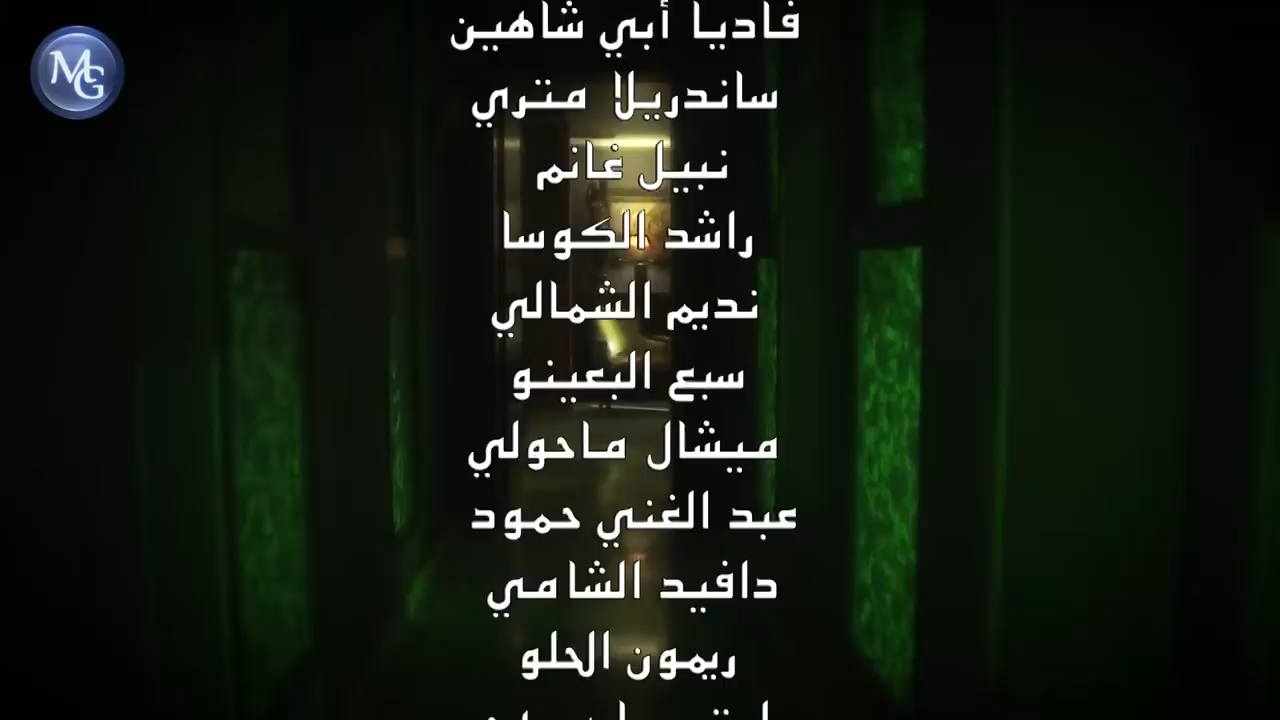 MG
فاديا أبي شاهين
ساندريلا متري
نبيل غانم
راشد الكوسا
نديم الشمالي
سبع البعينو
ميشال ماحولي
عبد الغني حمود
دافيد الشامي
ريمون الحلو